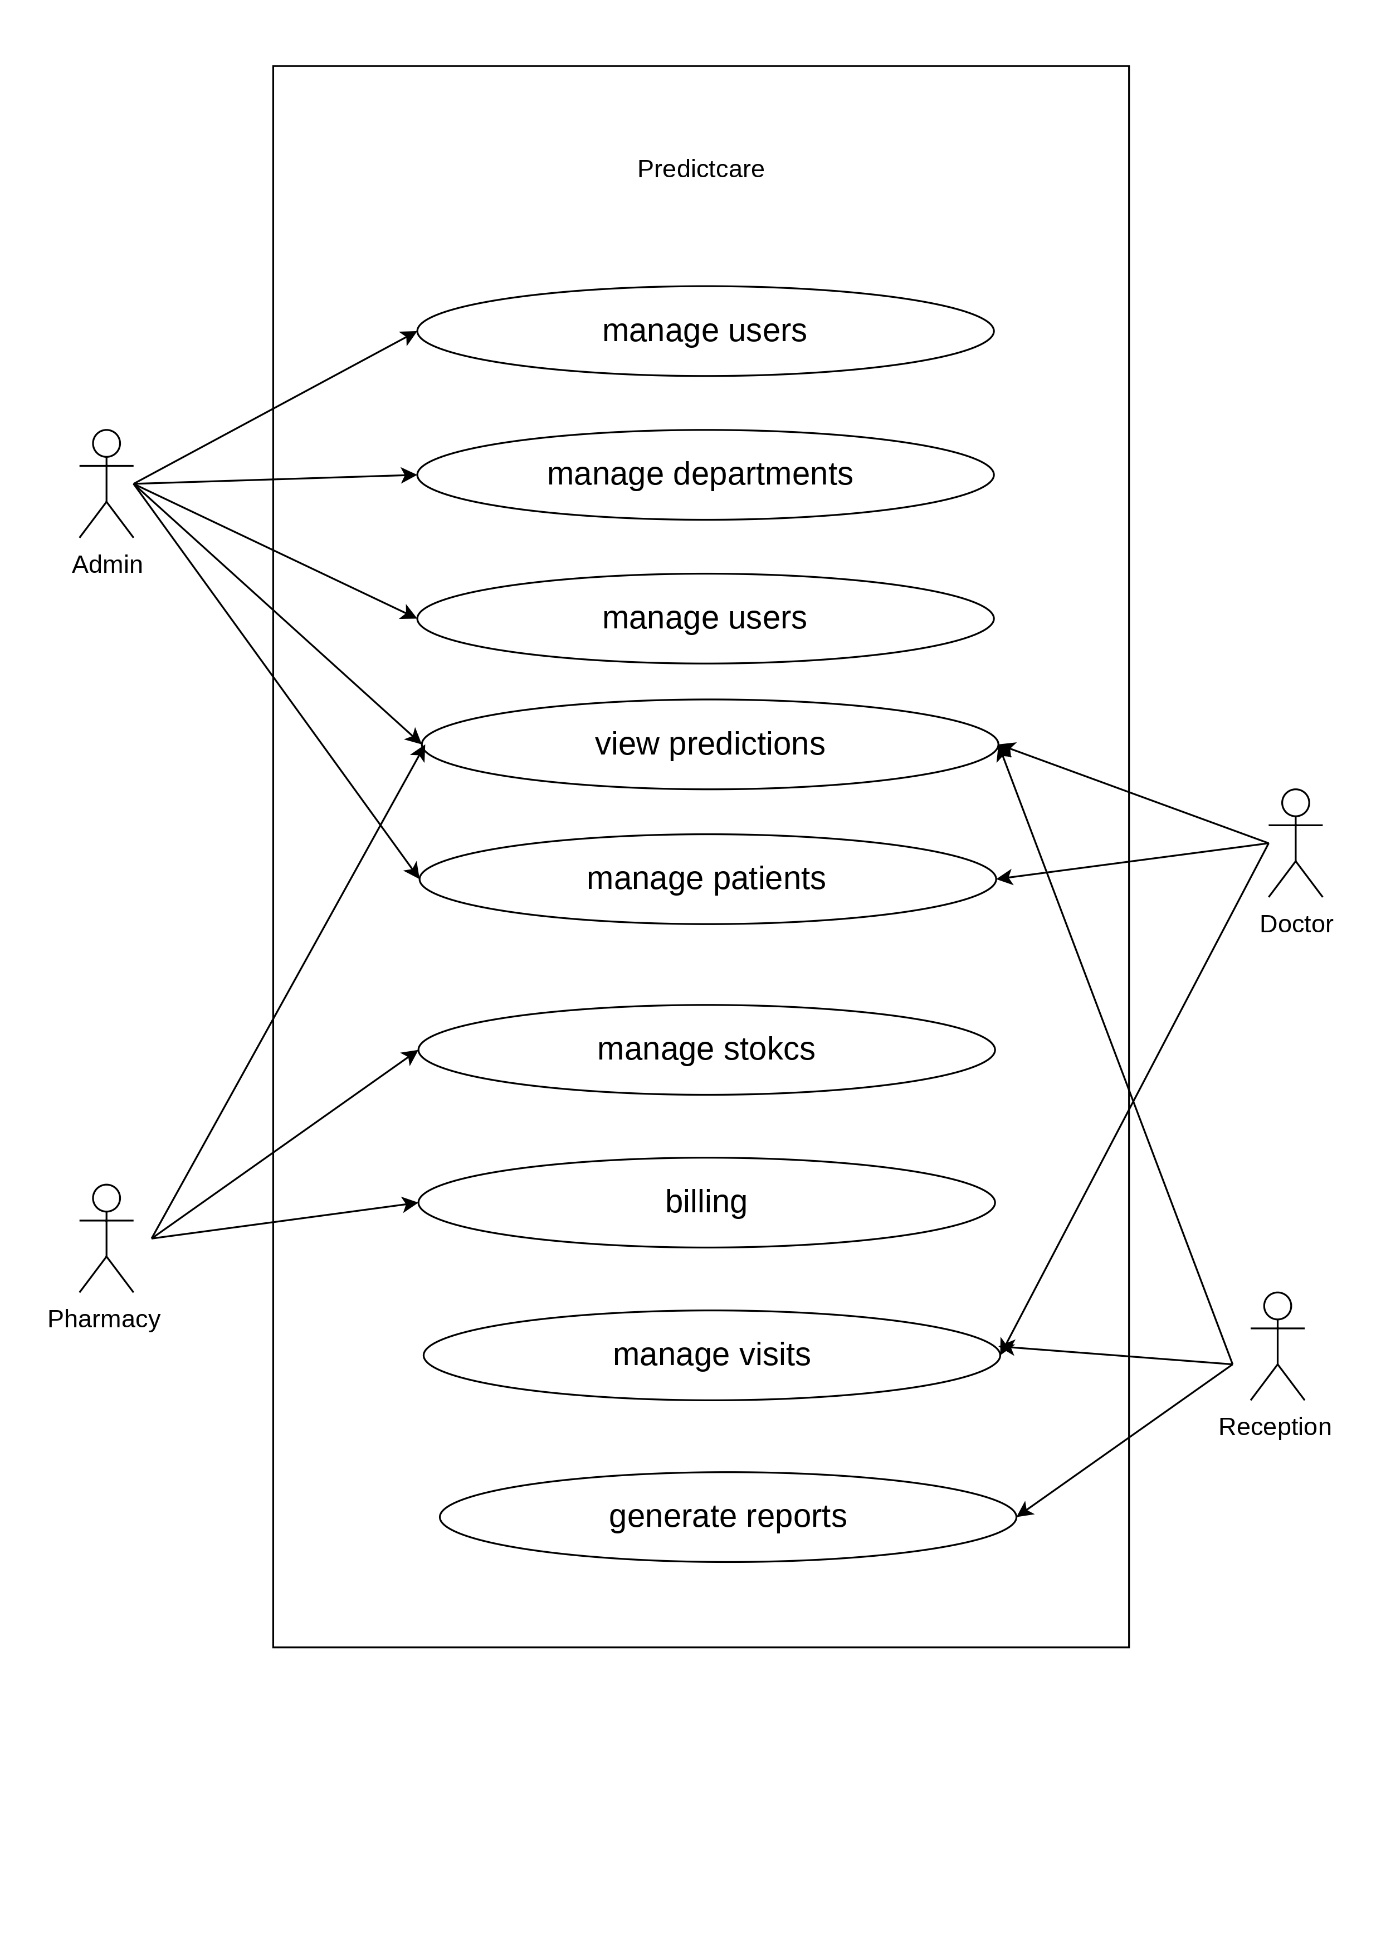 Predictcare
manage users
manage departments
Admin
manage users
view predictions
manage patients
Doctor
manage stokcs
billing
Pharmacy
manage visits
Reception
generate reports